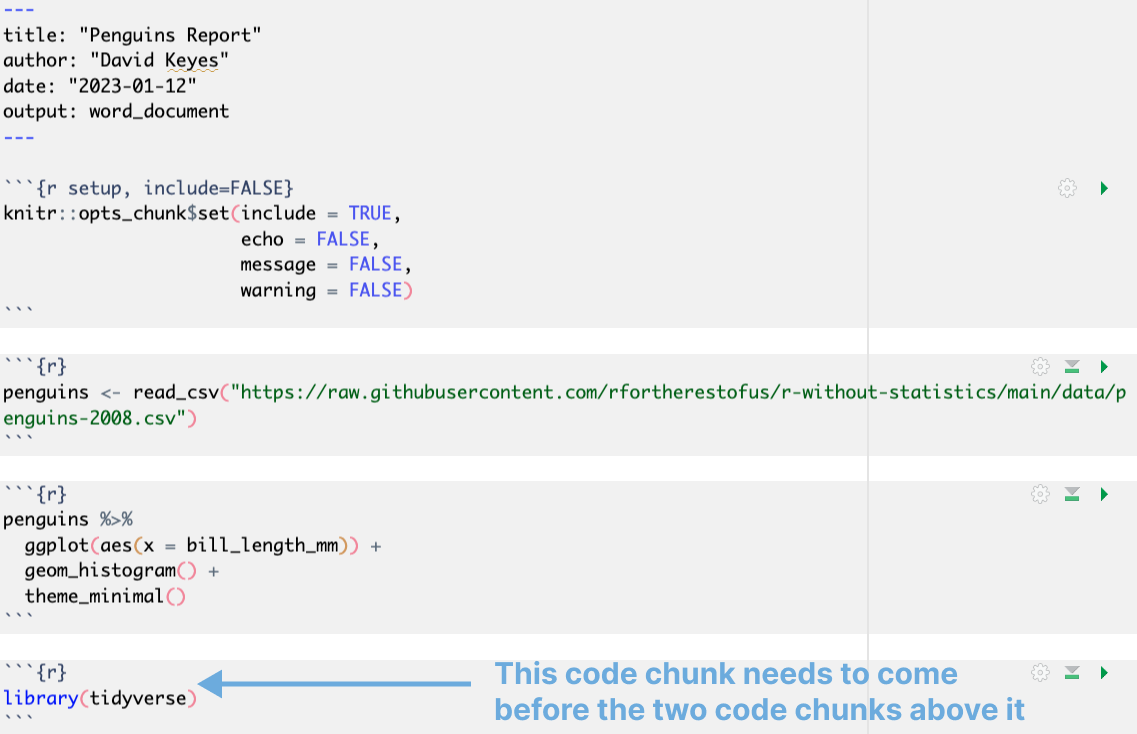 ---
title: "Penguins Report"
author: "David Keyes"
date: "2023-01-12"
output: word_document
---
```{r setup, include=FALSE}
knitr::opts_chunk$set(include = TRUE,
                      echo = FALSE,
                      message = FALSE,
                      warning = FALSE)
```
```{r}
penguins <- read_csv("https://raw.githubusercontent.com/rfortherestofus/r-without-statistics/main/data/p
enguins-2008.csv")
```
```{r}
penguins %>%
  ggplot(aes(x = bill_length_mm)) +
  geom_histogram() +
  theme_minimal()
```
```{r}
library(tidyverse)
```
This code chunk needs to come
before the two code chunks above it